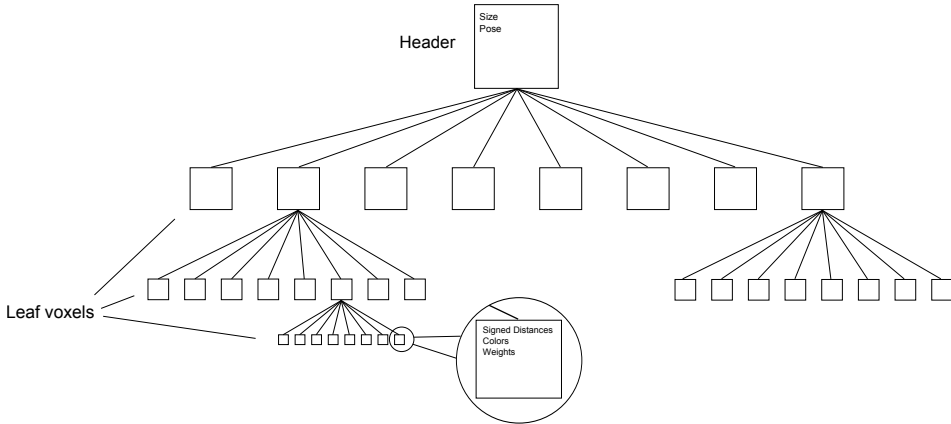 Size
Pose
Header
Leaf voxels
Signed Distances
Colors
Weights